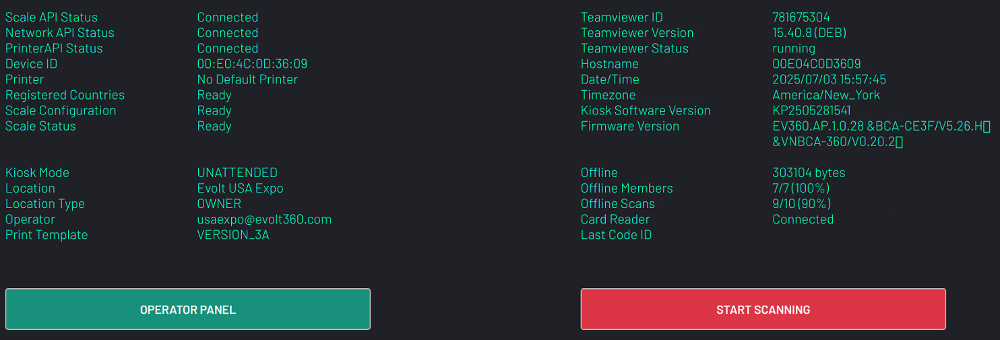 Scale API Status Connected
Network API Status Connected
PrinterAPI Status Connected
Device ID 00:E0:4C:0D:36:09
Printer No Default Printer
Registered Countries Ready
Scale Configuration Ready
Scale Status Ready
Kiosk Mode UNATTENDED
Location Evolt USA Expo
Location Type OWNER
Operator usaexpo@evolt360.com
Print Template VERSION_3A
OPERATOR PANEL
Teamviewer ID 781675304
Teamviewer Version 15.40.8 (DEB)
Teamviewer Status running
Hostname 00E04C0D3609
Date/Time 2025/07/03 15:57:45
Timezone America/New_York
Kiosk Software Version KP2505281541
Firmware Version EV360.AP.1.0.28 &BCA-CE3F/V5.26.H▯
&VNBCA-360/V0.20.2▯
Offline 303104 bytes
Offline Members 7/7 (100%)
Offline Scans 9/10 (90%)
Card Reader Connected
Last Code ID
START SCANNING